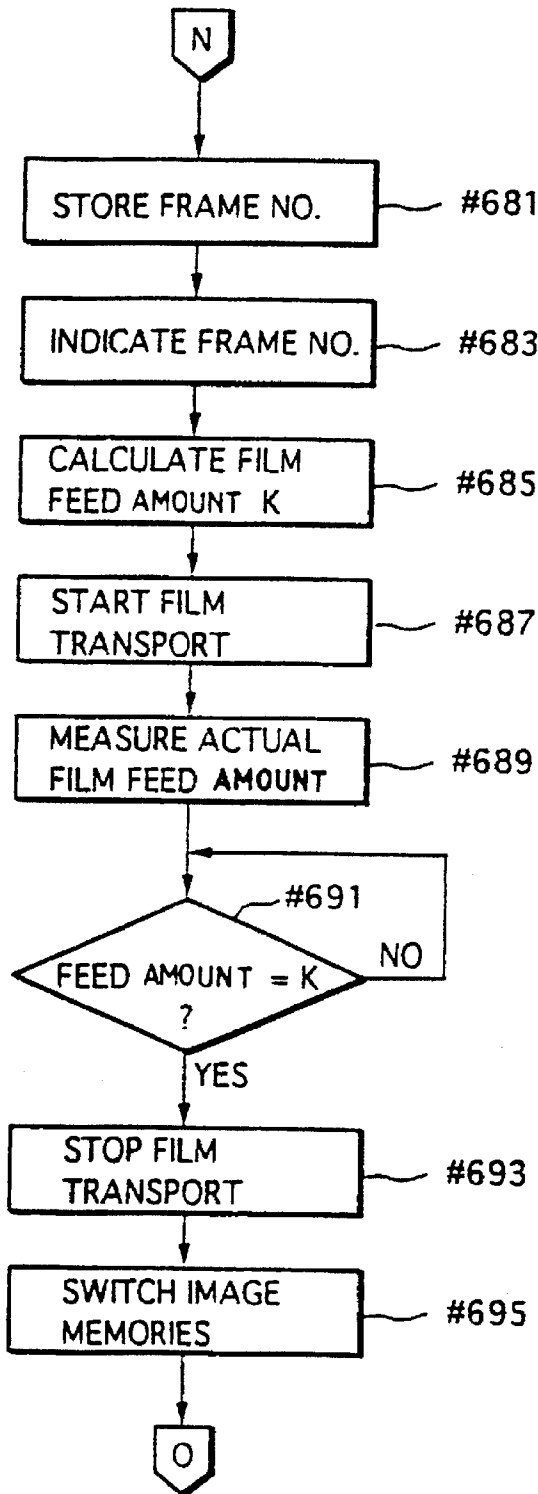 N
STORE FRAME NO.
#681
INDICATE FRAME NO.
#683
CALCULATE FILM
FEED AMOUNT K
#685
START FILM
TRANSPORT
#687
MEASURE ACTUAL
FILM FEED AMOUNT
#689
#691
FEED AMOUNT = K
?
NO
YES
STOP FILM
TRANSPORT
#693
SWITCH IMAGE
MEMORIES
#695
O